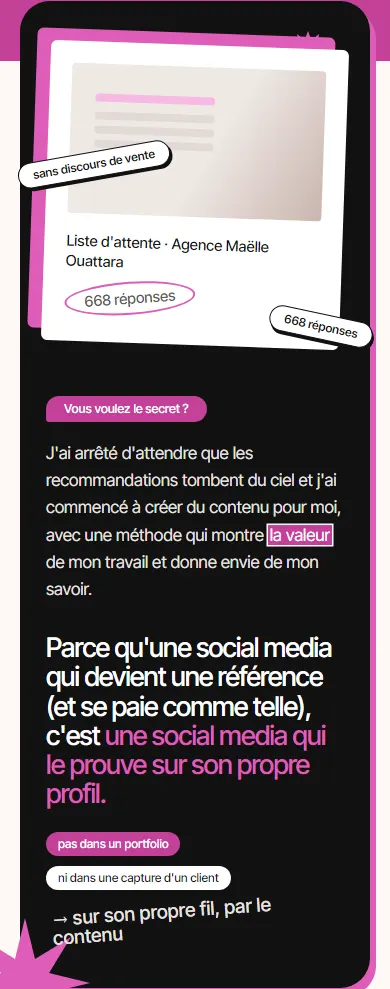 sans discours de vente
Liste d'attente · Agence Maëlle
Ouattara
668 réponses
668 réponses
Vous voulez le secret ?
J'ai arrêté d'attendre que les
recommandations tombent du ciel et j'ai
commencé à créer du contenu pour moi,
avec une méthode qui montre la valeur
de mon travail et donne envie de mon
savoir.
Parce qu'une social media
qui devient une référence
(et se paie comme telle),
c'est une social media qui
le prouve sur son propre
profil.
pas dans un portfolio
ni dans une capture d'un client
→ sur son propre fil, par le
contenu